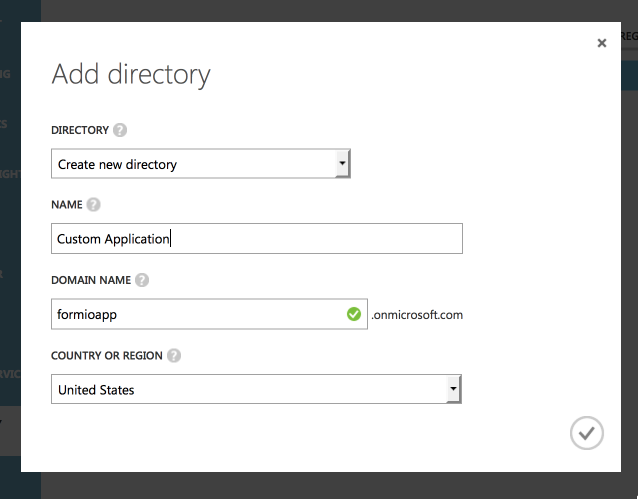 REG
×
Add directory
DIRECTORY ?
Create new directory
NAME ?
Custom Application
DOMAIN NAME ?
formioapp .onmicrosoft.com
COUNTRY OR REGION ?
United States